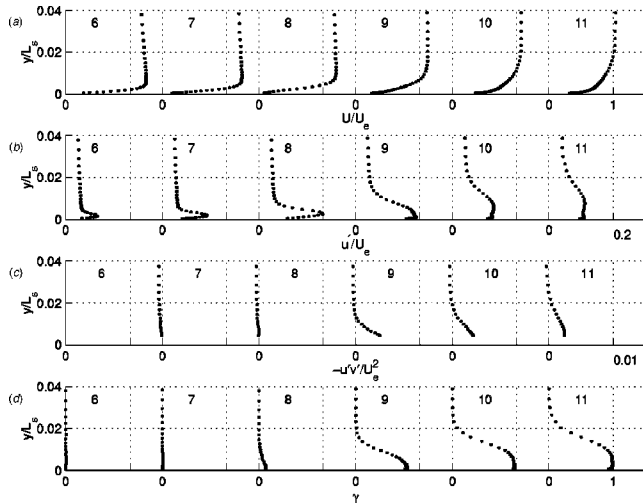 (a) 0.04 6 7 8 9 10 11
y/Ls 0.02
0
0 0 0 0 0 0 1
U/Ue
(b) 0.04 6 7 8 9 10 11
y/Ls 0.02
0
0 0 0 0 0 0 0.2
u'/Ue
(c) 0.04 6 7 8 9 10 11
y/Ls 0.02
0
0 0 0 0 0 0 0.01
-u'v'/Ue2
(d) 0.04 6 7 8 9 10 11
y/Ls 0.02
0
0 0 0 0 0 0 1
γ